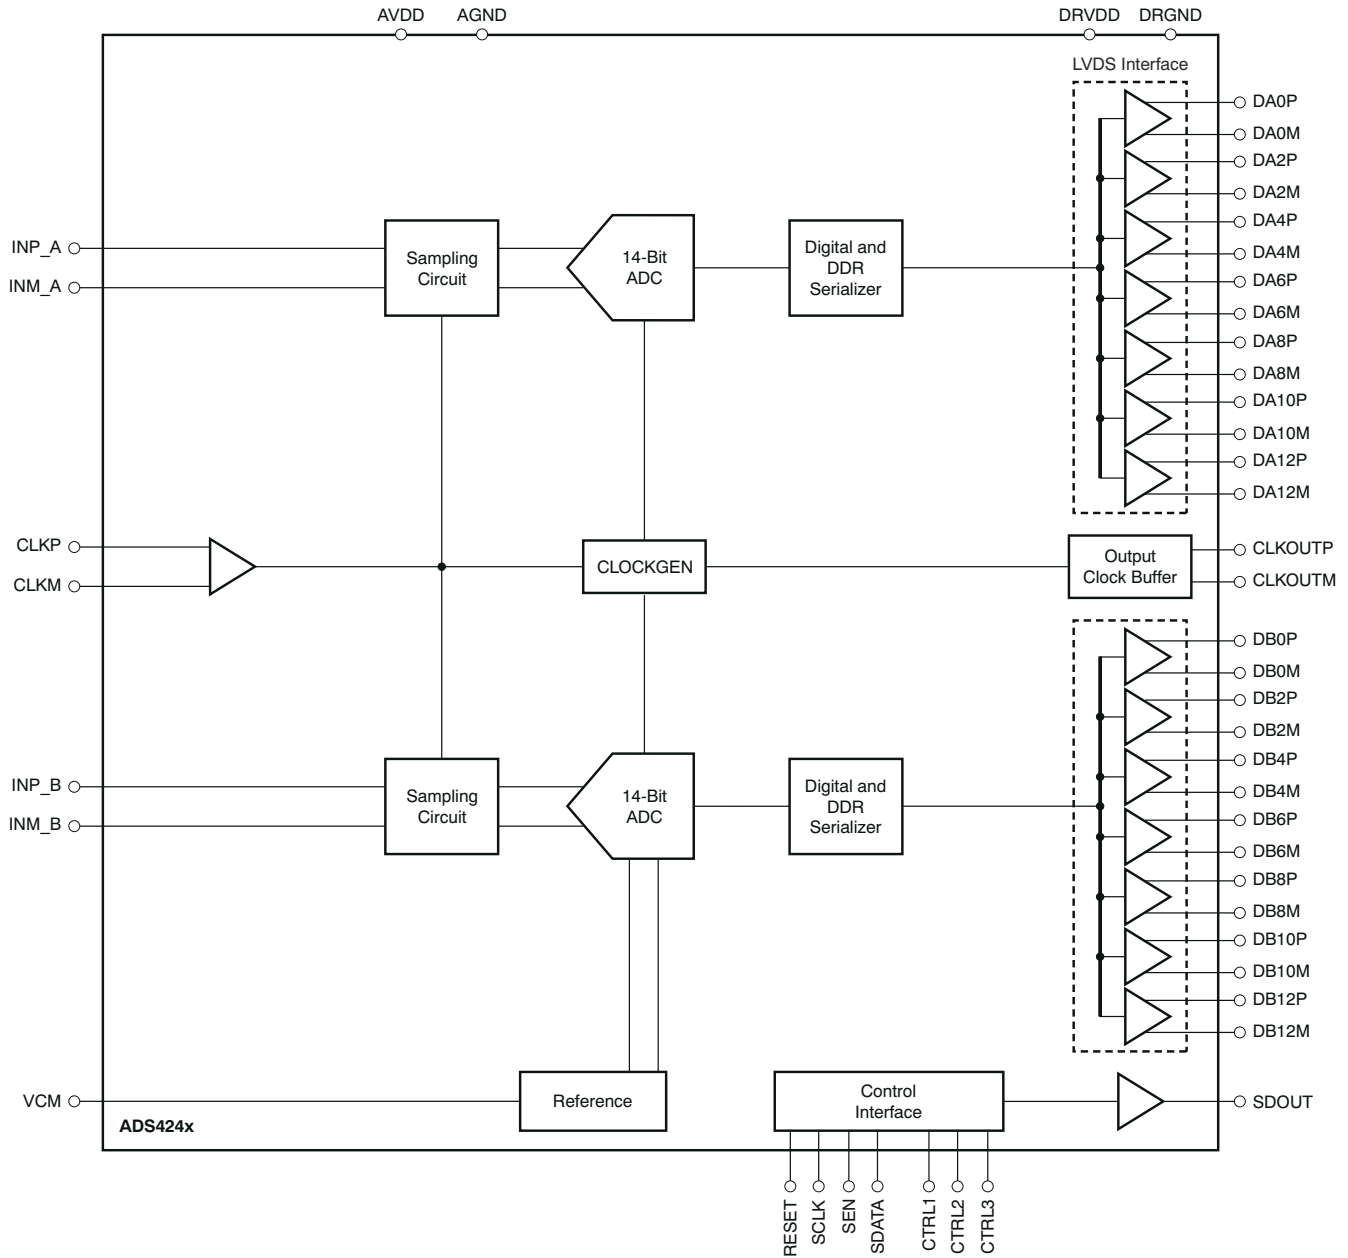 AVDD
AGND
DRVDD
DRGND
LVDS Interface
DA0P
DA0M
DA2P
DA2M
DA4P
DA4M
DA6P
DA6M
DA8P
DA8M
DA10P
DA10M
DA12P
DA12M
INP_A
INM_A
Sampling
Circuit
14-Bit
ADC
Digital and
DDR
Serializer
CLKP
CLKM
CLOCKGEN
Output
Clock Buffer
CLKOUTP
CLKOUTM
DB0P
DB0M
DB2P
DB2M
DB4P
DB4M
DB6P
DB6M
DB8P
DB8M
DB10P
DB10M
DB12P
DB12M
INP_B
INM_B
Sampling
Circuit
14-Bit
ADC
Digital and
DDR
Serializer
VCM
Reference
Control
Interface
SDOUT
ADS424x
RESET
SCLK
SEN
SDATA
CTRL1
CTRL2
CTRL3